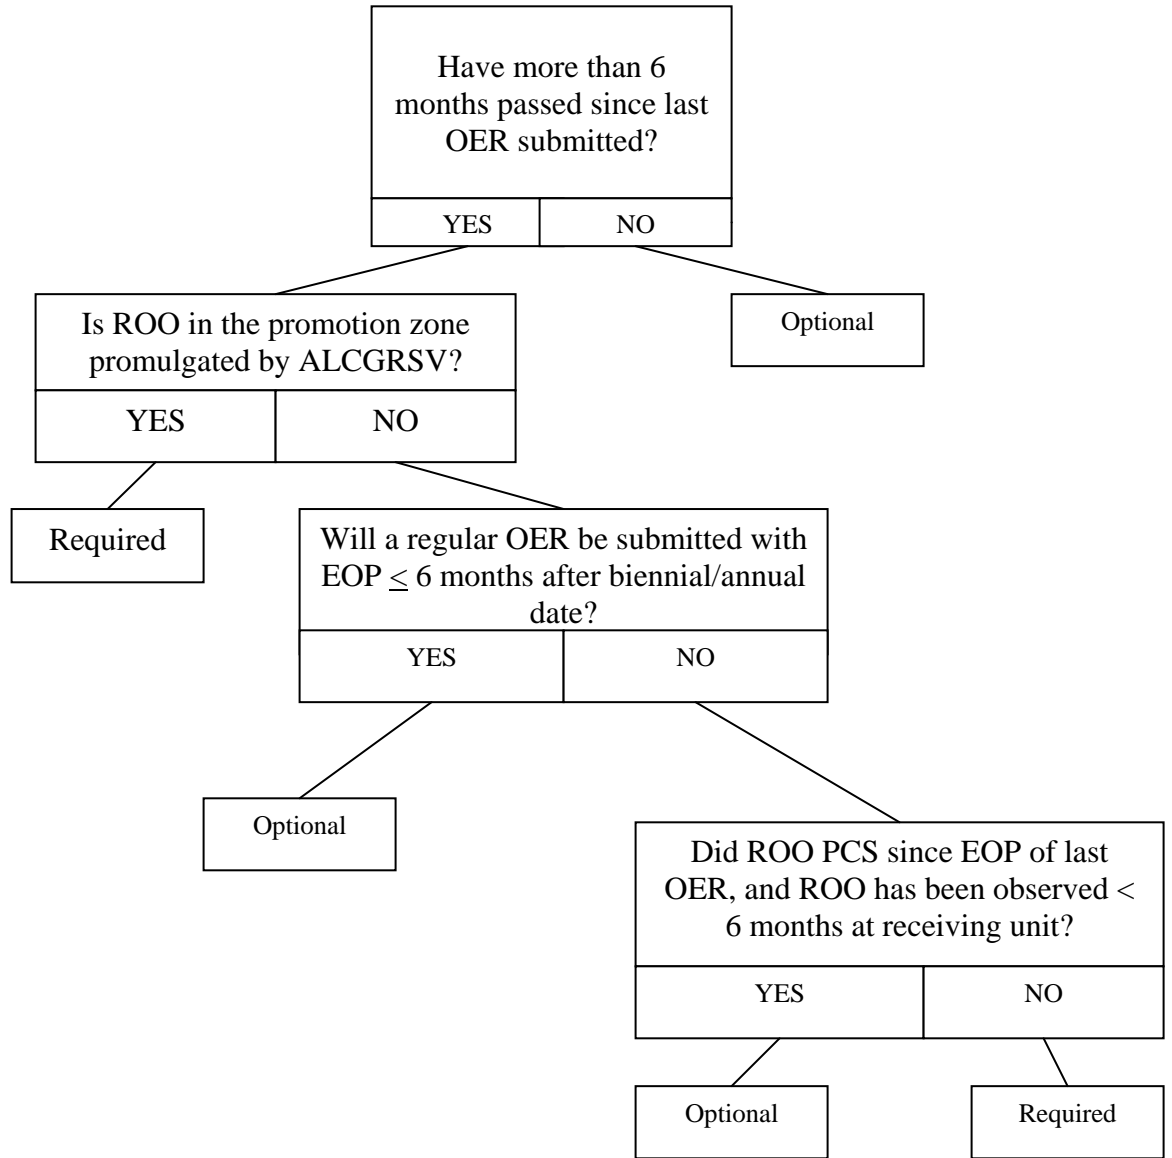 Have more than 6
months passed since last
OER submitted?
YES NO
Is ROO in the promotion zone
promulgated by ALCGRSV?
YES NO
Optional
Required
Will a regular OER be submitted with
EOP < 6 months after biennial/annual
date?
YES NO
Optional
Did ROO PCS since EOP of last
OER, and ROO has been observed <
6 months at receiving unit?
YES NO
Optional Required